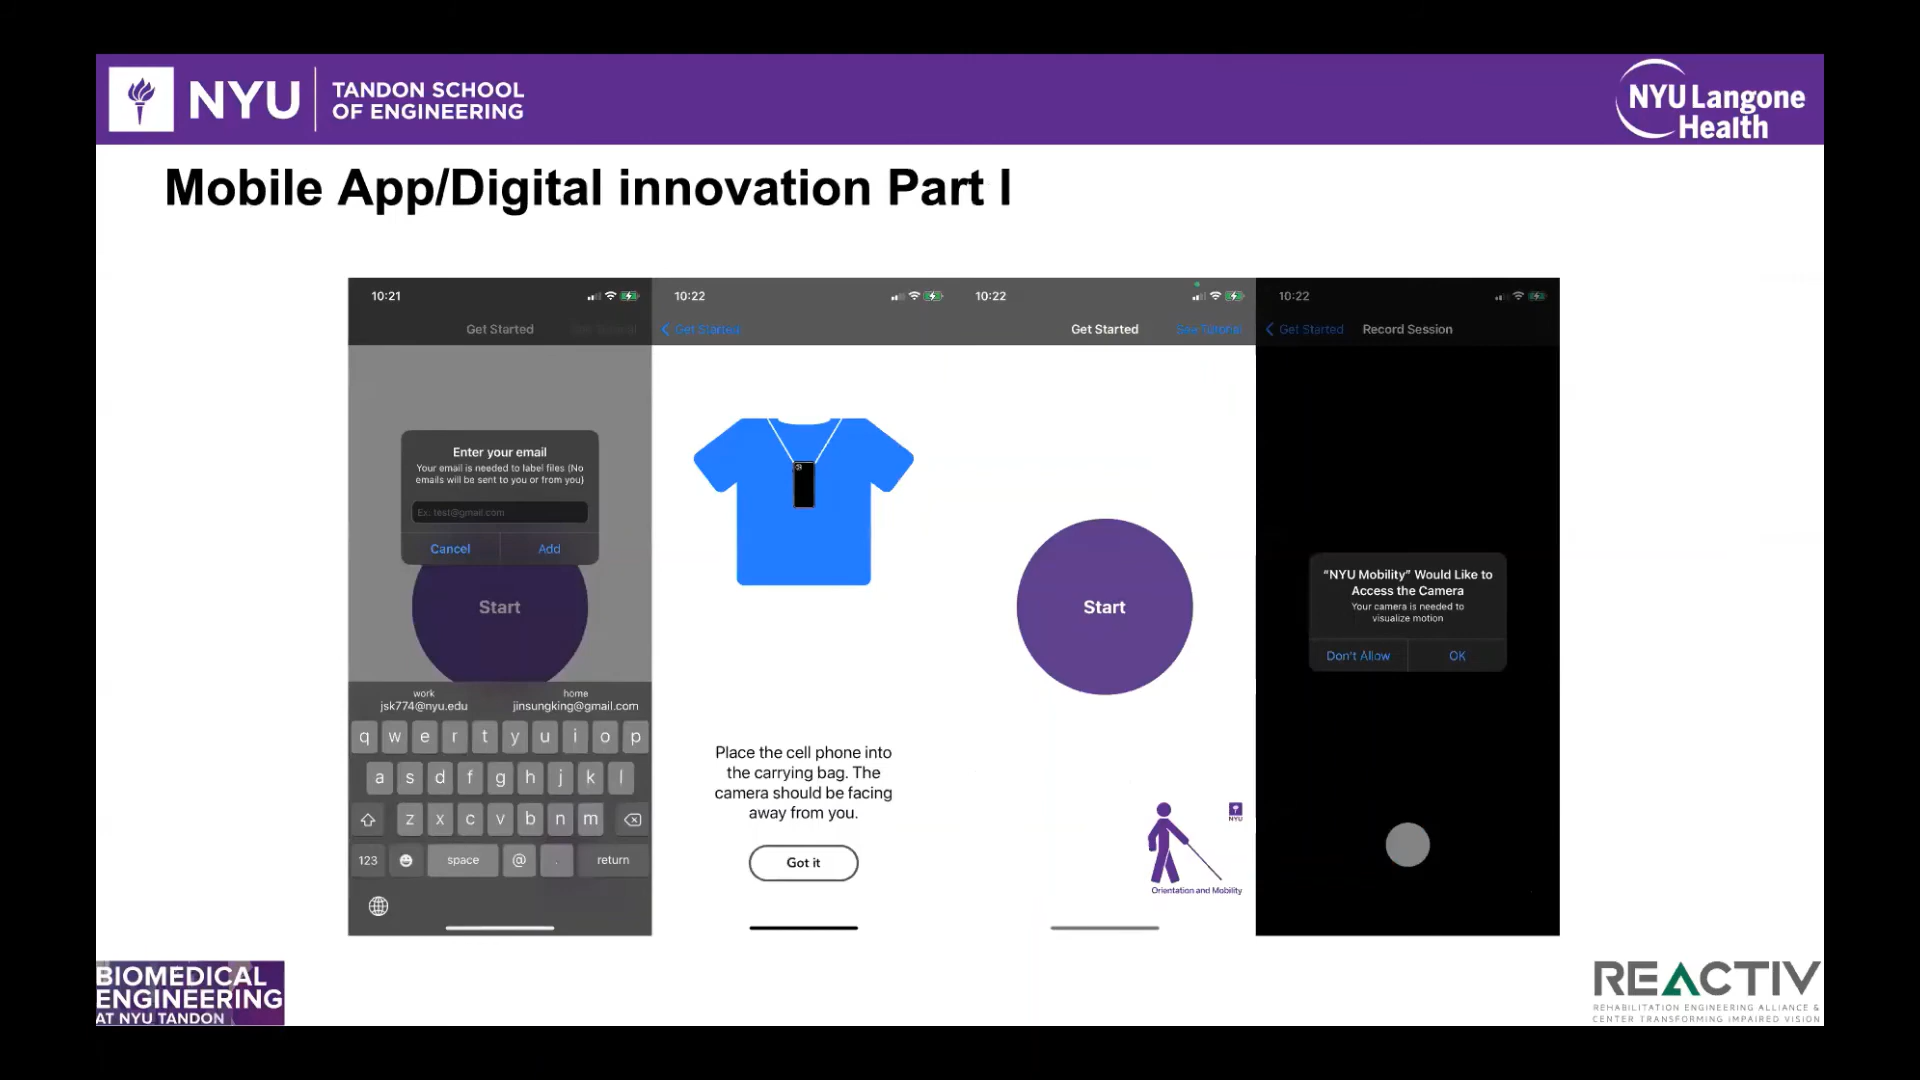 NYU
TANDON SCHOOL
OF ENGINEERING
NYU Langone
Health
Mobile App/Digital innovation Part I
10:21
Get Started
Enter your email
Your email is needed to label files (No
emails will be sent to you or from you)
Ex: test@gmail.com
Cancel
Add
Start
work
jsk774@nyu.edu
home
jinsungking@gmail.com
q w e r t y u i o p
a s d f g h j k l
z x c v b n m
123
space
@
.
return
10:22
Get Started
Place the cell phone into
the carrying bag. The
camera should be facing
away from you.
Got it
10:22
Get Started
See Tutorial
Start
NYU
Orientation and Mobility
10:22
Get Started
Record Session
“NYU Mobility” Would Like to
Access the Camera
Your camera is needed to
visualize motion
Don't Allow
OK
BIOMEDICAL
ENGINEERING
AT NYU TANDON
REACTIV
REHABILITATION ENGINEERING ALLIANCE &
CENTER TRANSFORMING IMPAIRED VISION